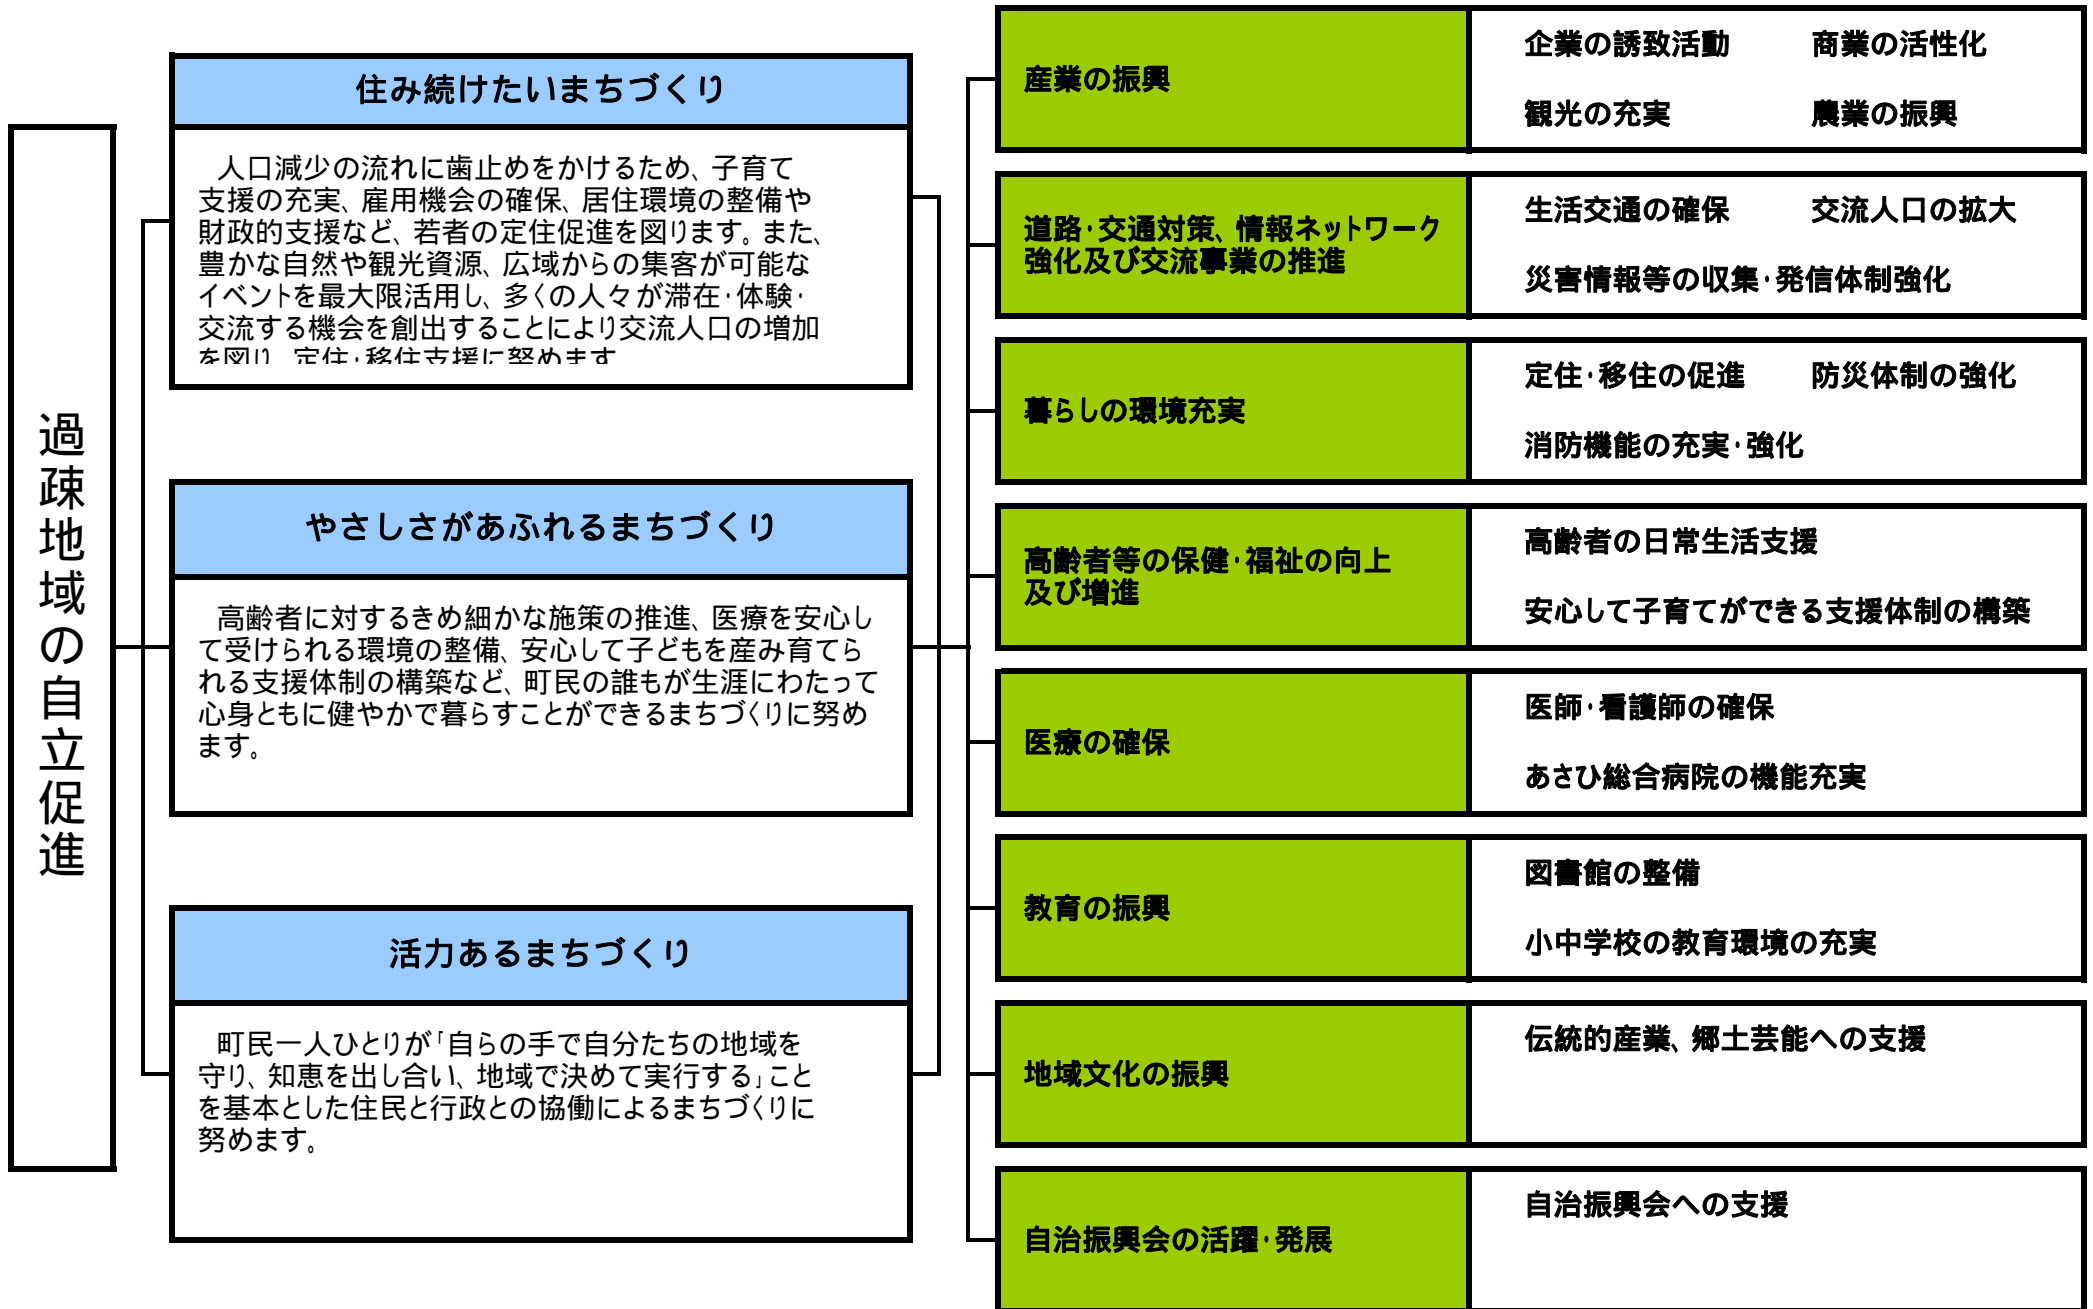 過疎地域の自立促進
住み続けたいまちづくり
人口減少の流れに歯止めをかけるため、子育て
支援の充実、雇用機会の確保、居住環境の整備や
財政的支援など、若者の定住促進を図ります。また、
豊かな自然や観光資源、広域からの集客が可能な
イベントを最大限活用し、多くの人々が滞在・体験・
交流する機会を創出することにより交流人口の増加
を図り、定住・移住支援に努めます
やさしさがあふれるまちづくり
高齢者に対するきめ細かな施策の推進、医療を安心し
て受けられる環境の整備、安心して子どもを産み育てら
れる支援体制の構築など、町民の誰もが生涯にわたって
心身ともに健やかで暮らすことができるまちづくりに努め
ます。
活力あるまちづくり
町民一人ひとりが「自らの手で自分たちの地域を
守り、知恵を出し合い、地域で決めて実行する」こと
を基本とした住民と行政との協働によるまちづくりに
努めます。
産業の振興
企業の誘致活動 商業の活性化
観光の充実 農業の振興
道路・交通対策、情報ネットワーク
強化及び交流事業の推進
生活交通の確保 交流人口の拡大
災害情報等の収集・発信体制強化
暮らしの環境充実
定住・移住の促進 防災体制の強化
消防機能の充実・強化
高齢者等の保健・福祉の向上
及び増進
高齢者の日常生活支援
安心して子育てができる支援体制の構築
医療の確保
医師・看護師の確保
あさひ総合病院の機能充実
教育の振興
図書館の整備
小中学校の教育環境の充実
地域文化の振興
伝統的産業、郷土芸能への支援
自治振興会の活躍・発展
自治振興会への支援